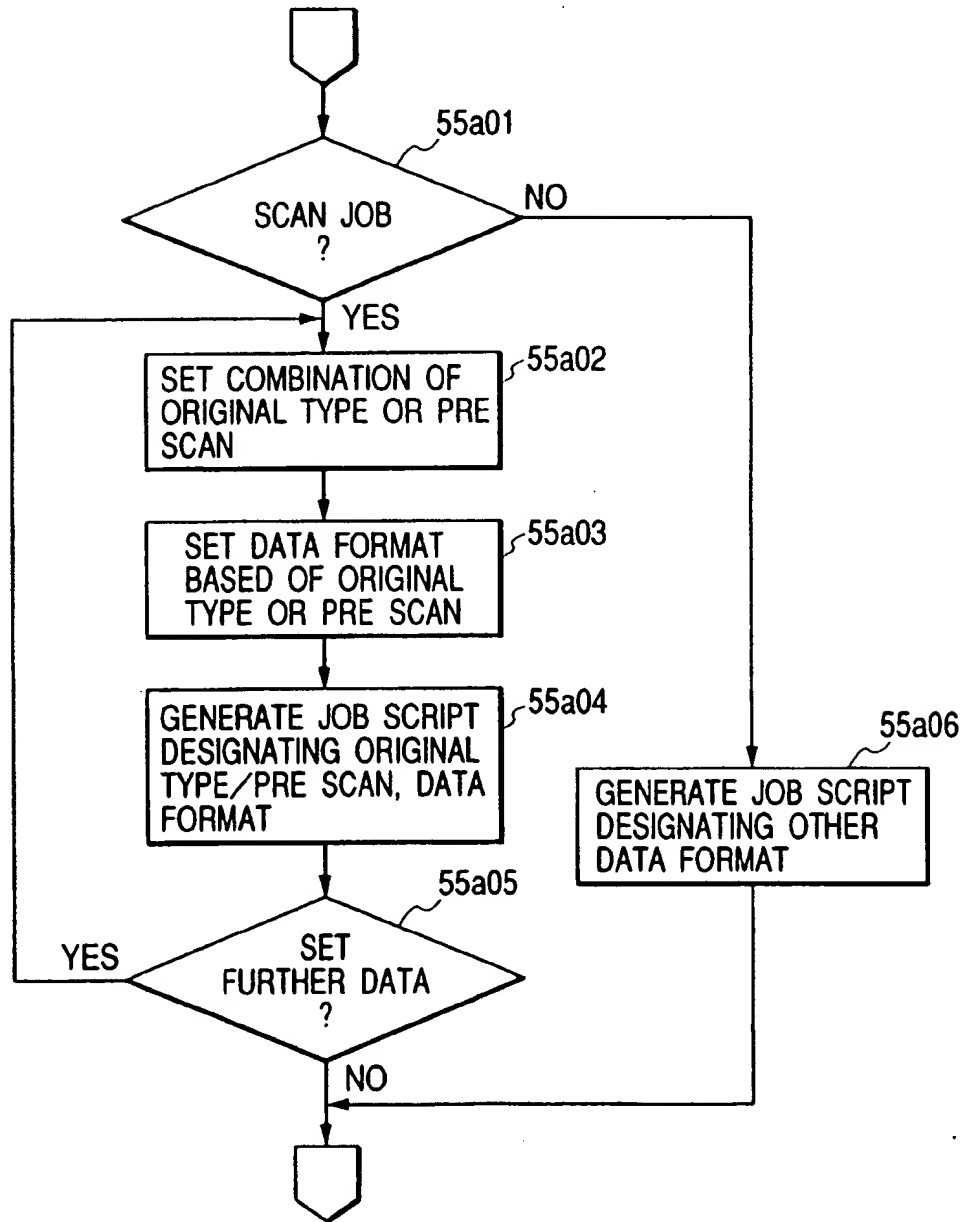 55a01
SCAN JOB
?
NO
YES
55a02
SET COMBINATION OF
ORIGINAL TYPE OR PRE
SCAN
55a03
SET DATA FORMAT
BASED OF ORIGINAL
TYPE OR PRE SCAN
55a04
GENERATE JOB SCRIPT
DESIGNATING ORIGINAL
TYPE/PRE SCAN, DATA
FORMAT
55a06
GENERATE JOB SCRIPT
DESIGNATING OTHER
DATA FORMAT
55a05
YES
SET
FURTHER DATA
?
NO